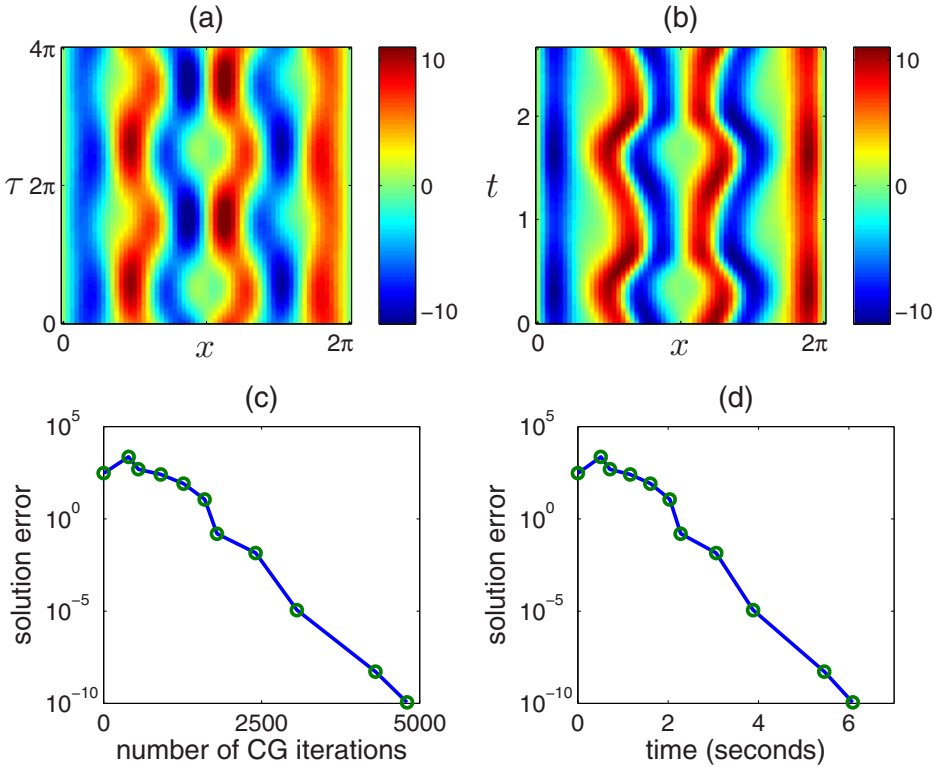 (a)
(b)
4π
10
τ 2π
0
−10
0
0
x
2π
2
t
1
0
10
0
−10
0
x
2π
(c)
(d)
solution error
10^5
10^0
10^−5
10^−10
0
2500
5000
number of CG iterations
solution error
10^5
10^0
10^−5
10^−10
0
2
4
6
time (seconds)